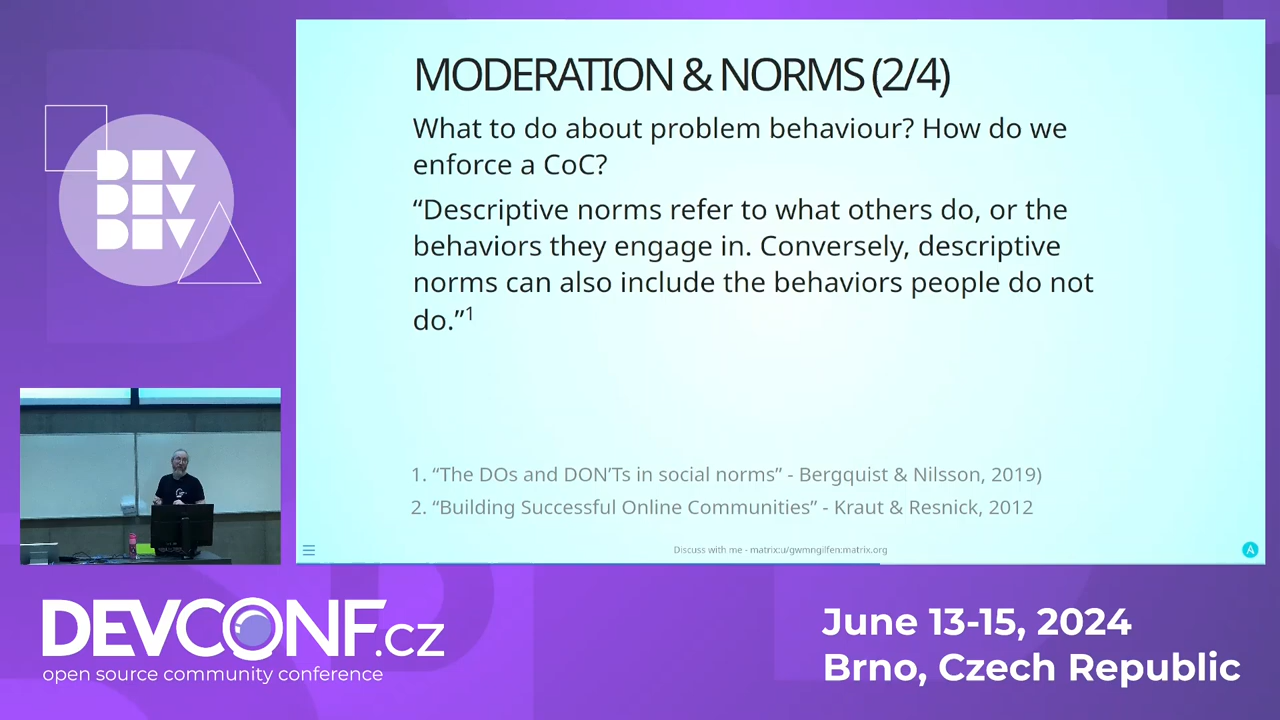 DEV
DEV
DEV
MODERATION & NORMS (2/4)
What to do about problem behaviour? How do we
enforce a CoC?
“Descriptive norms refer to what others do, or the
behaviors they engage in. Conversely, descriptive
norms can also include the behaviors people do not
do.”1
1. “The DOs and DON’Ts in social norms” - Bergquist & Nilsson, 2019)
2. “Building Successful Online Communities” - Kraut & Resnick, 2012
Discuss with me - matrix:u/gwmngilfen:matrix.org
A
DEVCONF.cz
open source community conference
June 13-15, 2024
Brno, Czech Republic